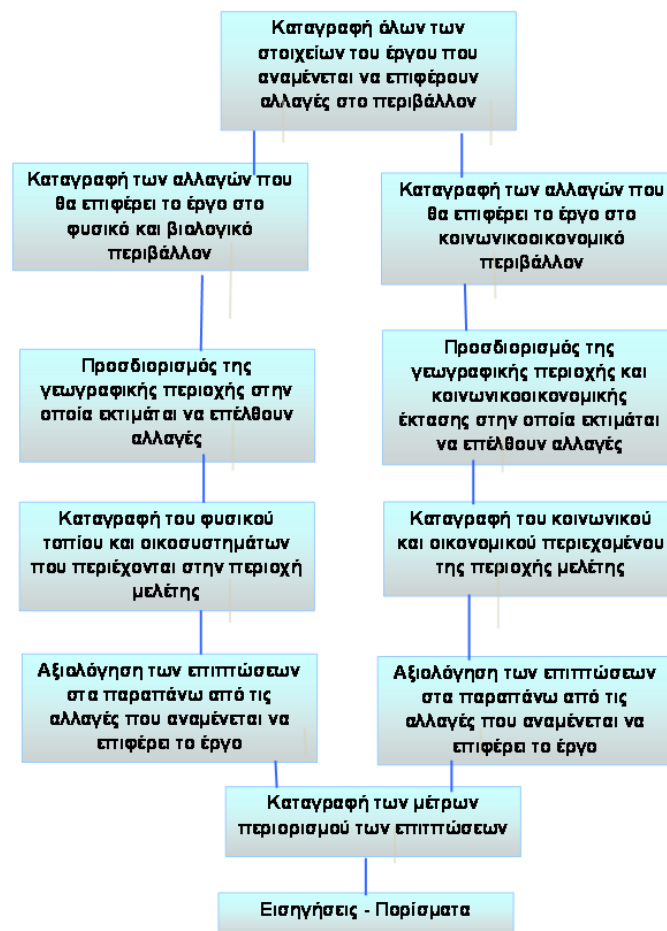 Καταγραφή όλων των
στοιχείων του έργου που
αναμένεται να επιφέρουν
αλλαγές στο περιβάλλον
Καταγραφή των αλλαγών που
θα επιφέρει το έργο στο
φυσικό και βιολογικό
περιβάλλον
Καταγραφή των αλλαγών που
θα επιφέρει το έργο στο
κοινωνικοοικονομικό
περιβάλλον
Προσδιορισμός της
γεωγραφικής περιοχής στην
οποία εκτιμάται να επέλθουν
αλλαγές
Προσδιορισμός της
γεωγραφικής περιοχής και
κοινωνικοοικονομικής
έκτασης στην οποία εκτιμάται
να επέλθουν αλλαγές
Καταγραφή του φυσικού
τοπίου και οικοσυστημάτων
που περιέχονται στην περιοχή
μελέτης
Καταγραφή του κοινωνικού
και οικονομικού περιεχομένου
της περιοχής μελέτης
Αξιολόγηση των επιπτώσεων
στα παραπάνω από τις
αλλαγές που αναμένεται να
επιφέρει το έργο
Αξιολόγηση των επιπτώσεων
στα παραπάνω από τις
αλλαγές που αναμένεται να
επιφέρει το έργο
Καταγραφή των μέτρων
περιορισμού των επιπτώσεων
Εισηγήσεις - Πορίσματα